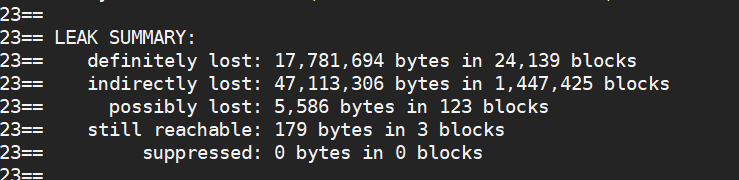 23==
23== LEAK SUMMARY:
23==    definitely lost: 17,781,694 bytes in 24,139 blocks
23==    indirectly lost: 47,113,306 bytes in 1,447,425 blocks
23==      possibly lost: 5,586 bytes in 123 blocks
23==    still reachable: 179 bytes in 3 blocks
23==         suppressed: 0 bytes in 0 blocks
23==